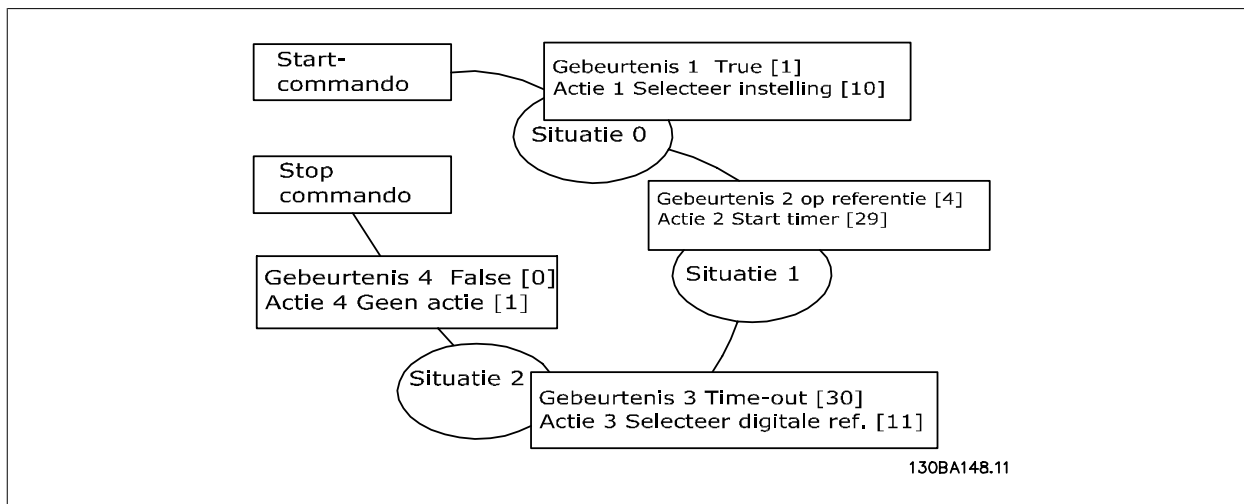 Start-
commando
Gebeurtenis 1 True [1]
Actie 1 Selecteer instelling [10]
Situatie 0
Stop
commando
Gebeurtenis 2 op referentie [4]
Actie 2 Start timer [29]
Gebeurtenis 4 False [0]
Actie 4 Geen actie [1]
Situatie 1
Situatie 2
Gebeurtenis 3 Time-out [30]
Actie 3 Selecteer digitale ref. [11]
130BA148.11